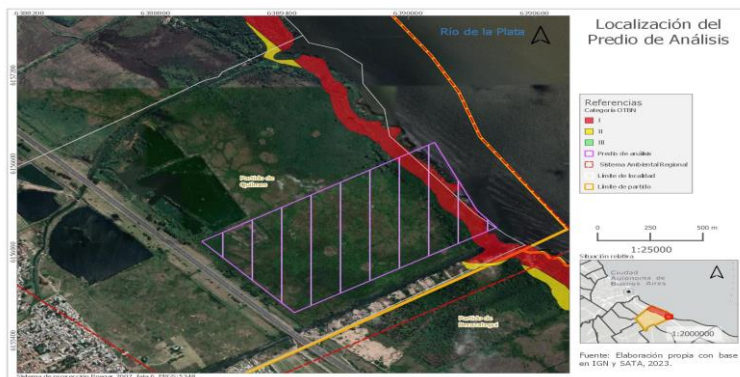 Localización del
Predio de Análisis
Río de la Plata
Partido de
Quilmes
Partido de
Berazategui
Referencias
Categoría OTBN
I
II
III
Predio de análisis
Sistema Ambiental Regional
Límite de localidad
Límite de partido
0 250 500 m
1:25000
Situación relativa
Ciudad
Autónoma de
Buenos Aires
1:2000000
Fuente: Elaboración propia con base
en IGN y SATA, 2023.